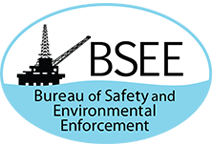 BSEE
Bureau of Safety and
Environmental
Enforcement